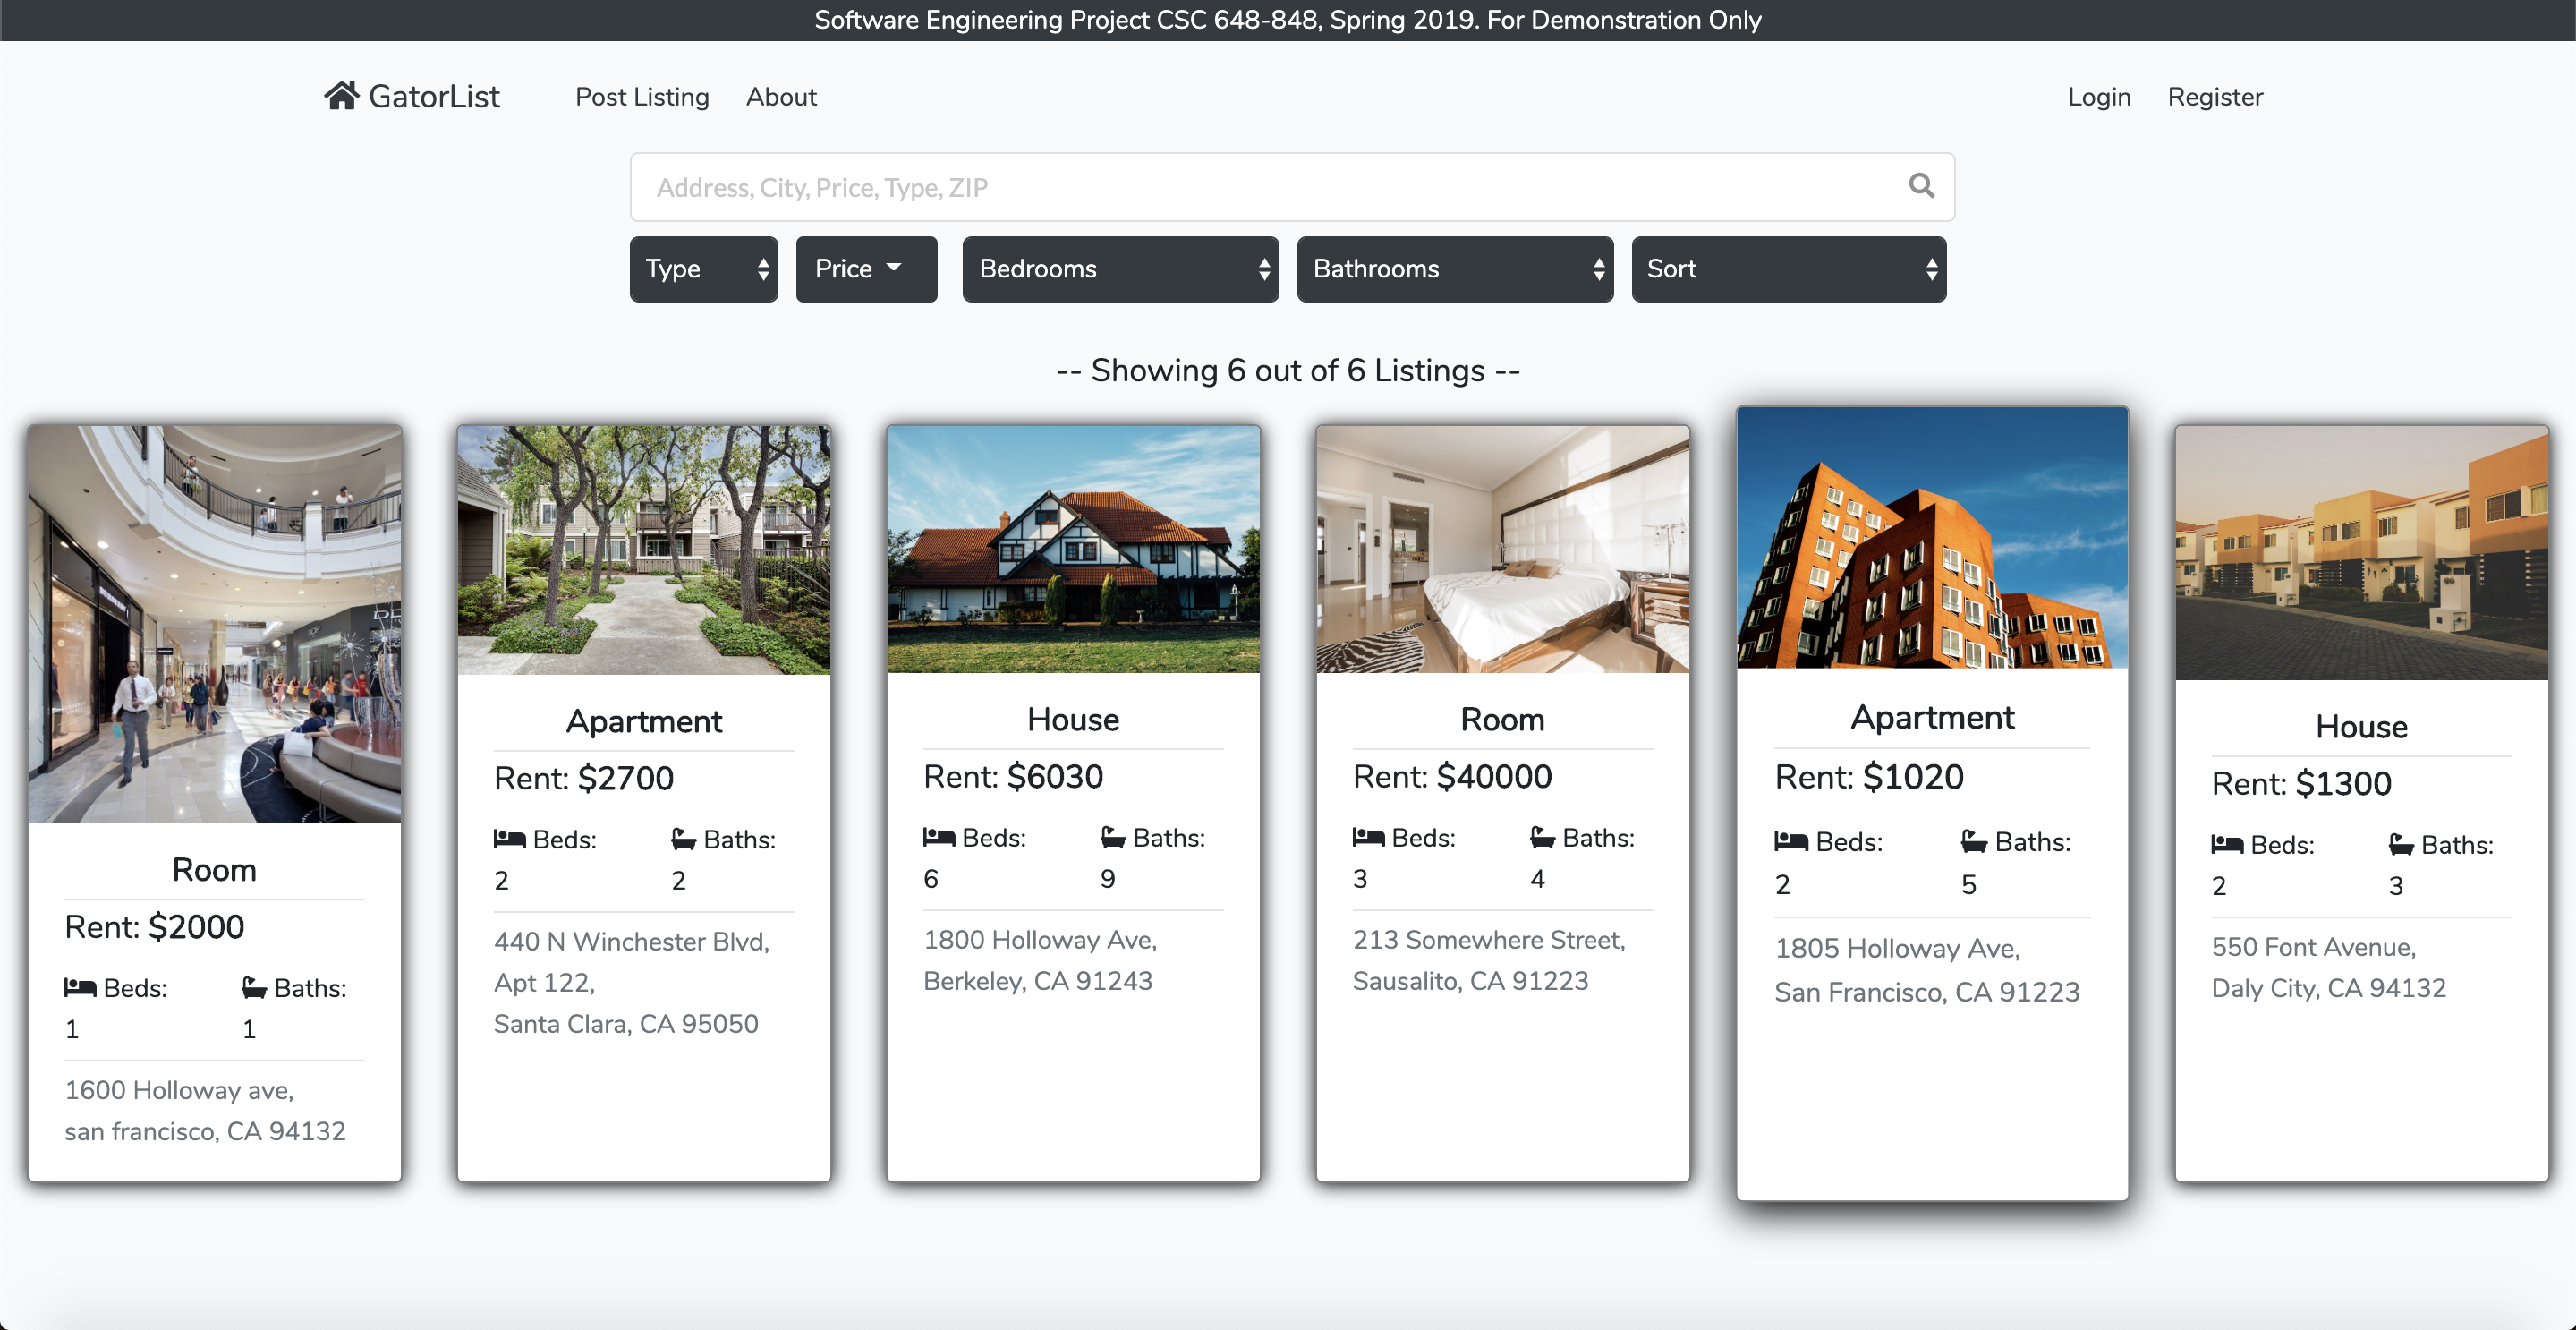 Software Engineering Project CSC 648-848, Spring 2019. For Demonstration Only
GatorList
Post Listing
About
Login
Register
Address, City, Price, Type, ZIP
Type
Price
Bedrooms
Bathrooms
Sort
-- Showing 6 out of 6 Listings --
Room
Rent: $2000
Beds:
1
Baths:
1
1600 Holloway ave,
san francisco, CA 94132
Apartment
Rent: $2700
Beds:
2
Baths:
2
440 N Winchester Blvd,
Apt 122,
Santa Clara, CA 95050
House
Rent: $6030
Beds:
6
Baths:
9
1800 Holloway Ave,
Berkeley, CA 91243
Room
Rent: $40000
Beds:
3
Baths:
4
213 Somewhere Street,
Sausalito, CA 91223
Apartment
Rent: $1020
Beds:
2
Baths:
5
1805 Holloway Ave,
San Francisco, CA 91223
House
Rent: $1300
Beds:
2
Baths:
3
550 Font Avenue,
Daly City, CA 94132